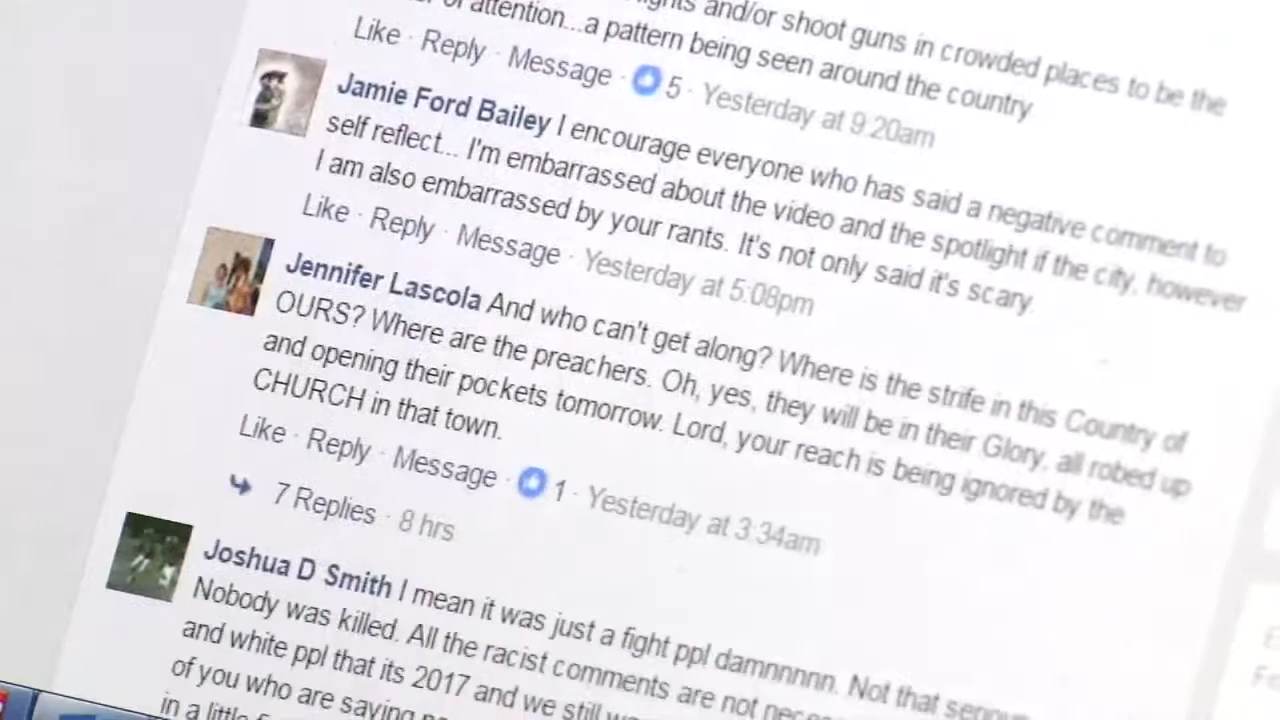 and/or shoot guns in crowded places to be the
of attention...a pattern being seen around the country
Like · Reply · Message · 5 · Yesterday at 9:20am
Jamie Ford Bailey I encourage everyone who has said a negative comment to
self reflect... I'm embarrassed about the video and the spotlight if the city, however
I am also embarrassed by your rants. It's not only said it's scary.
Like · Reply · Message · Yesterday at 5:08pm
Jennifer Lascola And who can't get along? Where is the strife in this Country of
OURS? Where are the preachers. Oh, yes, they will be in their Glory, all robed up
and opening their pockets tomorrow. Lord, your reach is being ignored by the
CHURCH in that town.
Like · Reply · Message · 1 · Yesterday at 3:34am
7 Replies · 8 hrs
Joshua D Smith I mean it was just a fight ppl damnnnnn. Not that serious
Nobody was killed. All the racist comments are not
and white ppl that its 2017 and we still
of you who are saying
in a little